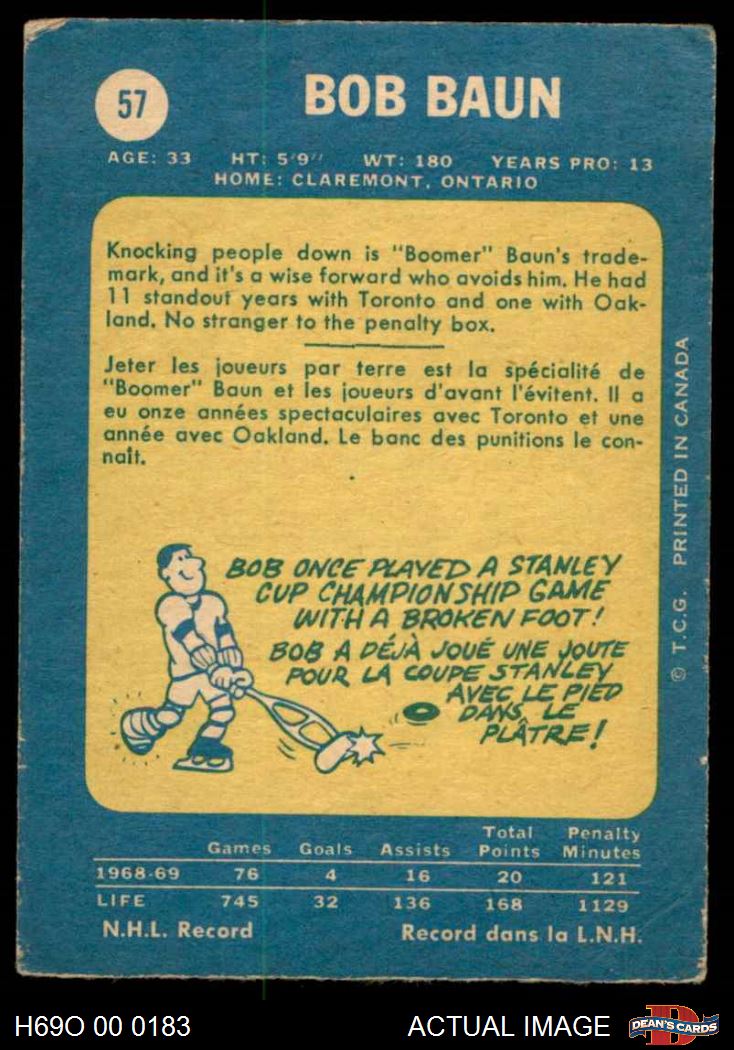 57
BOB BAUN
AGE: 33 HT: 5'9" WT: 180 YEARS PRO: 13
HOME: CLAREMONT, ONTARIO
Knocking people down is "Boomer" Baun's trade-
mark, and it's a wise forward who avoids him. He had
11 standout years with Toronto and one with Oak-
land. No stranger to the penalty box.
Jeter les joueurs par terre est la spécialité de
"Boomer" Baun et les joueurs d'avant l'évitent. Il a
eu onze années spectaculaires avec Toronto et une
année avec Oakland. Le banc des punitions le con-
naît.
BOB ONCE PLAYED A STANLEY
CUP CHAMPIONSHIP GAME
WITH A BROKEN FOOT!
BOB A DÉJÀ JOUÉ UNE JOUTE
POUR LA COUPE STANLEY
AVEC LE PIED
DANS LE
PLÂTRE!
© T.C.G. PRINTED IN CANADA
Total Penalty
Games Goals Assists Points Minutes
1968-69 76 4 16 20 121
LIFE 745 32 136 168 1129
N.H.L. Record Record dans la L.N.H.
H69O 00 0183 ACTUAL IMAGE
DEAN'S CARDS